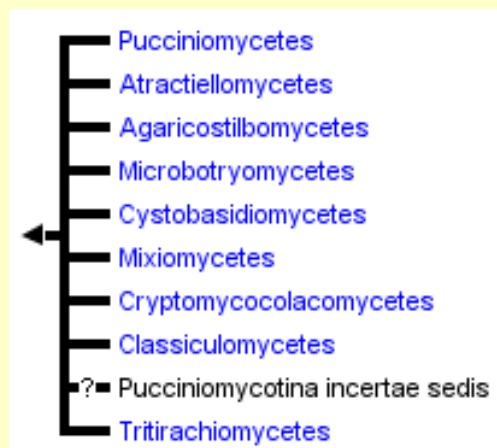 Pucciniomycetes
Atractiellomycetes
Agaricostilbomycetes
Microbotryomycetes
Cystobasidiomycetes
Mixiomycetes
Cryptomycocolacomycetes
Classiculomycetes
? Pucciniomycotina incertae sedis
Tritirachiomycetes